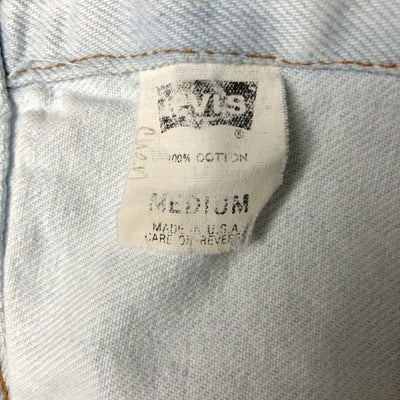 Levi's
®
100% COTTON
MEDIUM
MADE IN U.S.A.
CARE ON REVERSE